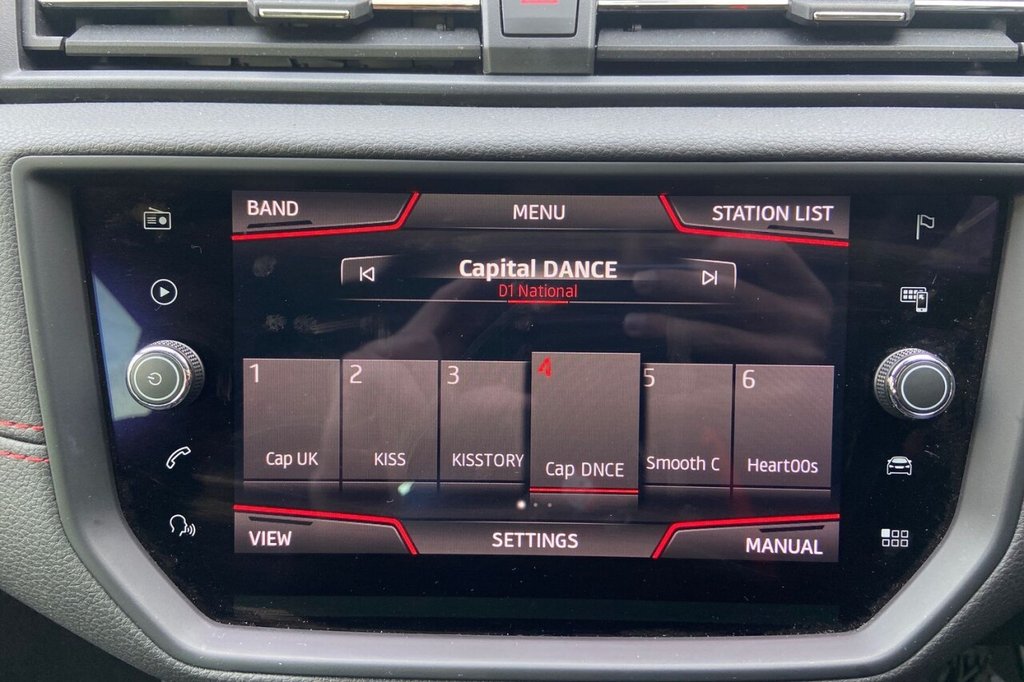 BAND MENU STATION LIST
Capital DANCE
D1 National
1 2 3 4 5 6
Cap UK KISS KISSTORY Cap DNCE Smooth C Heart00s
VIEW SETTINGS MANUAL